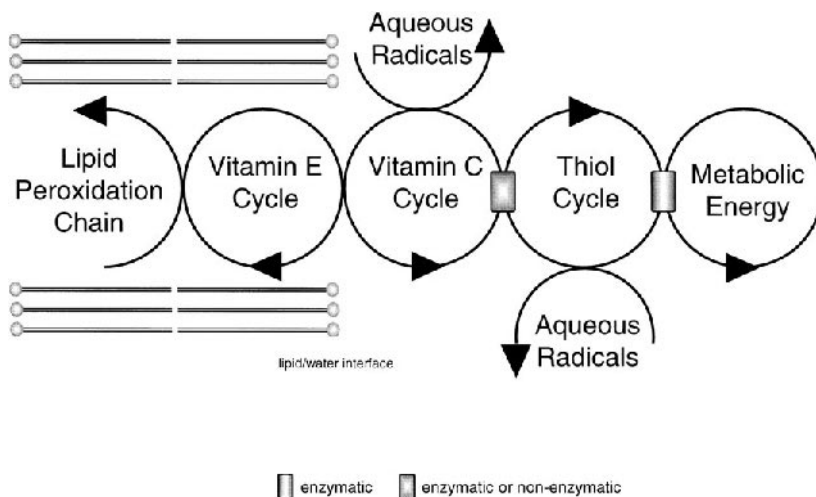 Aqueous
Radicals
Lipid
Peroxidation
Chain
Vitamin E
Cycle
Vitamin C
Cycle
Thiol
Cycle
Metabolic
Energy
Aqueous
Radicals
lipid/water interface
enzymatic
enzymatic or non-enzymatic